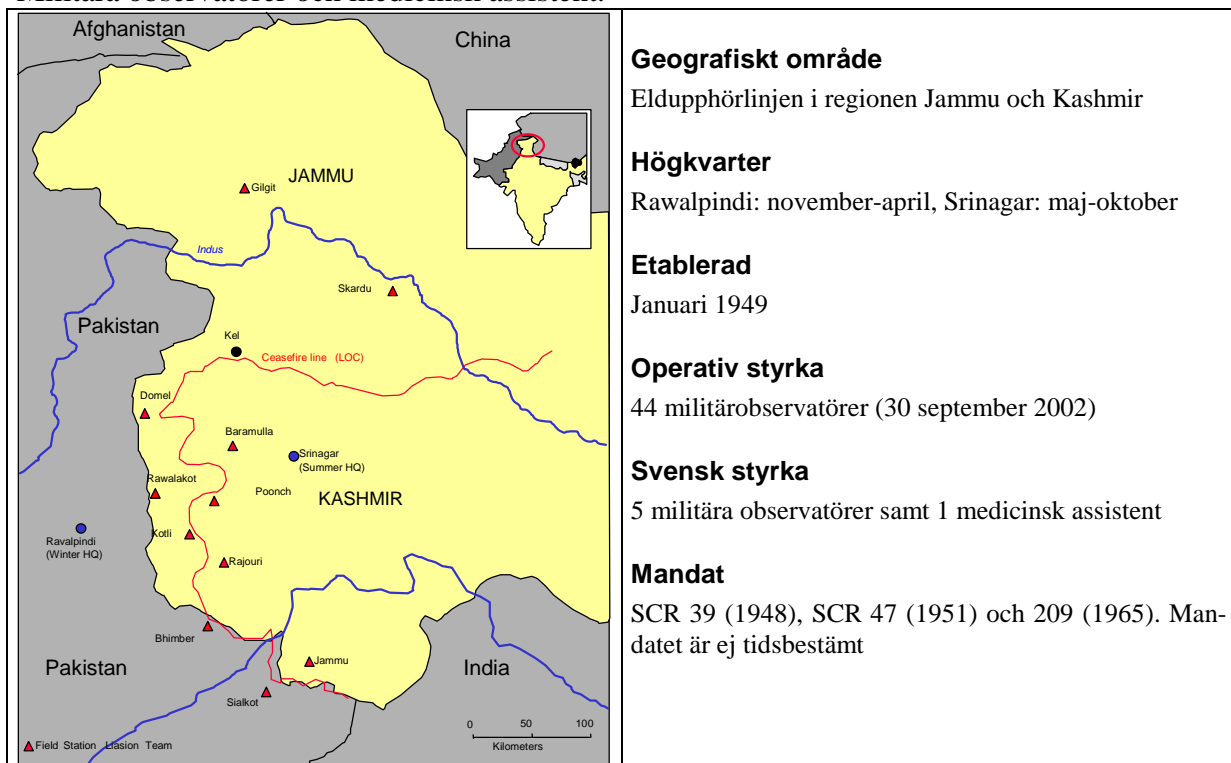 Militära observatörer och medicinsk assistent.
Afghanistan
China
JAMMU
Gilgit
Indus
Skardu
Pakistan
Kel
Ceasefire line (LOC)
Domel
Baramulla
Srinagar
(Summer HQ)
Rawalakot
Poonch
KASHMIR
Ravalpindi
(Winter HQ)
Kotli
Rajouri
Bhimber
Pakistan
Jammu
India
Sialkot
0 50 100
Kilometers
Field Station Liasion Team
Geografiskt område
Eldupphörlinjen i regionen Jammu och Kashmir
Högkvarter
Rawalpindi: november-april, Srinagar: maj-oktober
Etablerad
Januari 1949
Operativ styrka
44 militärobservatörer (30 september 2002)
Svensk styrka
5 militära observatörer samt 1 medicinsk assistent
Mandat
SCR 39 (1948), SCR 47 (1951) och 209 (1965). Man-
datet är ej tidsbestämt